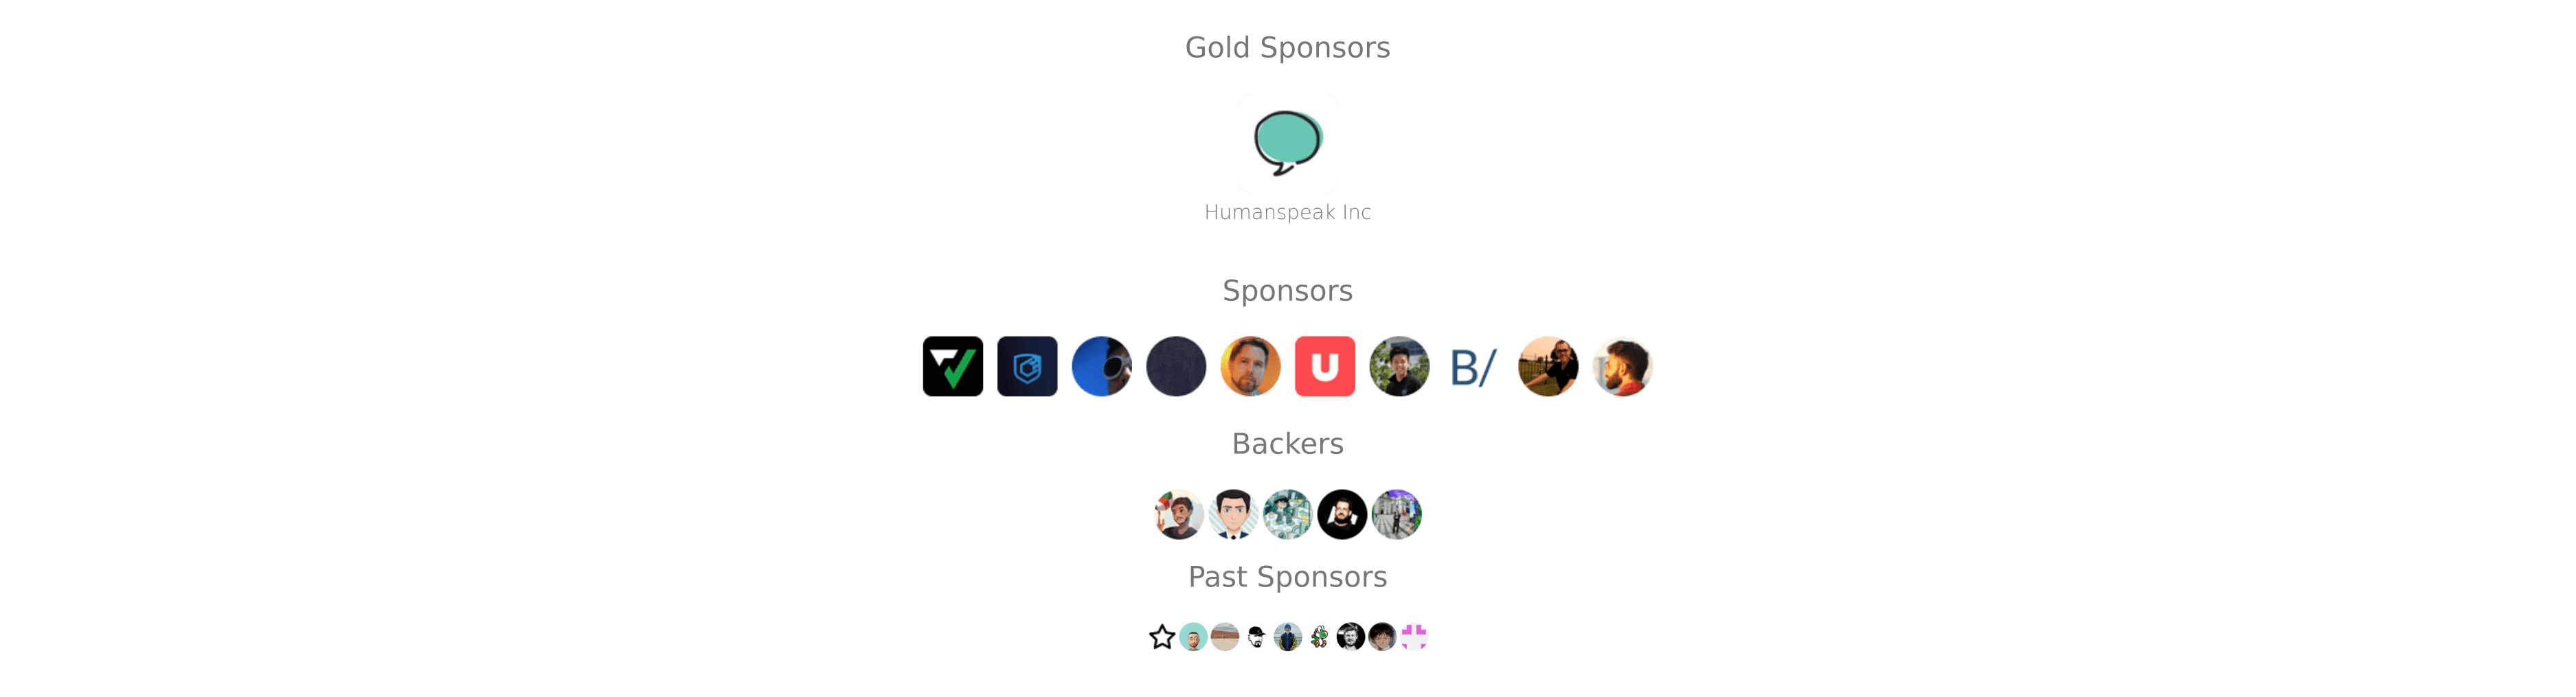 Gold Sponsors
Humanspeak Inc
Sponsors
U
B/
Backers
Past Sponsors